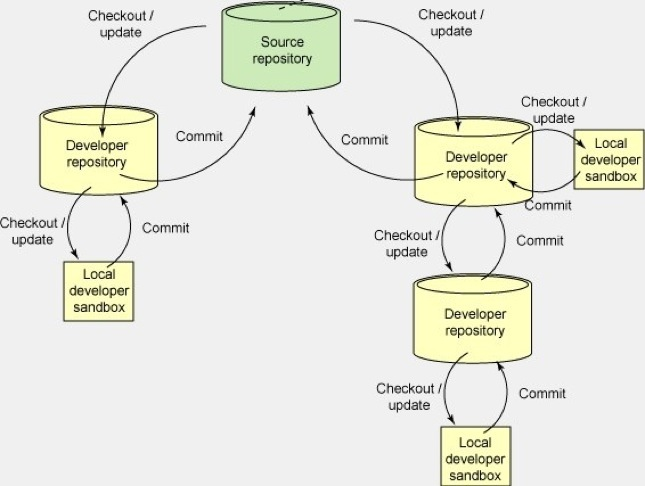 Checkout /
update
Source
repository
Checkout /
update
Developer
repository
Commit
Commit
Developer
repository
Checkout /
update
Local
developer
sandbox
Commit
Checkout /
update
Commit
Checkout /
update
Commit
Local
developer
sandbox
Developer
repository
Checkout /
update
Commit
Local
developer
sandbox